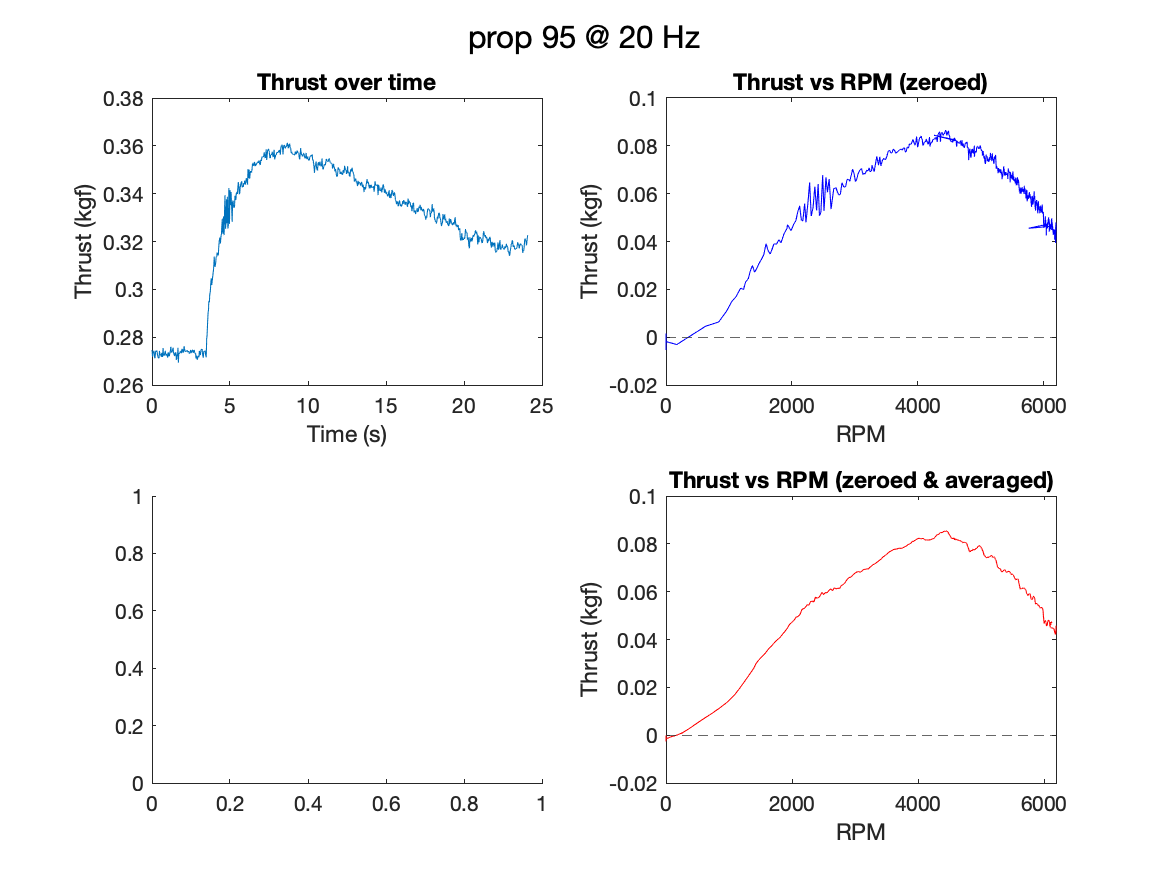 prop 95 @ 20 Hz
Thrust over time
0.38
0.36
0.34
0.32
0.3
0.28
0.26
Thrust (kgf)
0 5 10 15 20 25
Time (s)
Thrust vs RPM (zeroed)
0.1
0.08
0.06
0.04
0.02
0
-0.02
Thrust (kgf)
0 2000 4000 6000
RPM
1
0.8
0.6
0.4
0.2
0
0 0.2 0.4 0.6 0.8 1
Thrust vs RPM (zeroed & averaged)
0.1
0.08
0.06
0.04
0.02
0
-0.02
Thrust (kgf)
0 2000 4000 6000
RPM